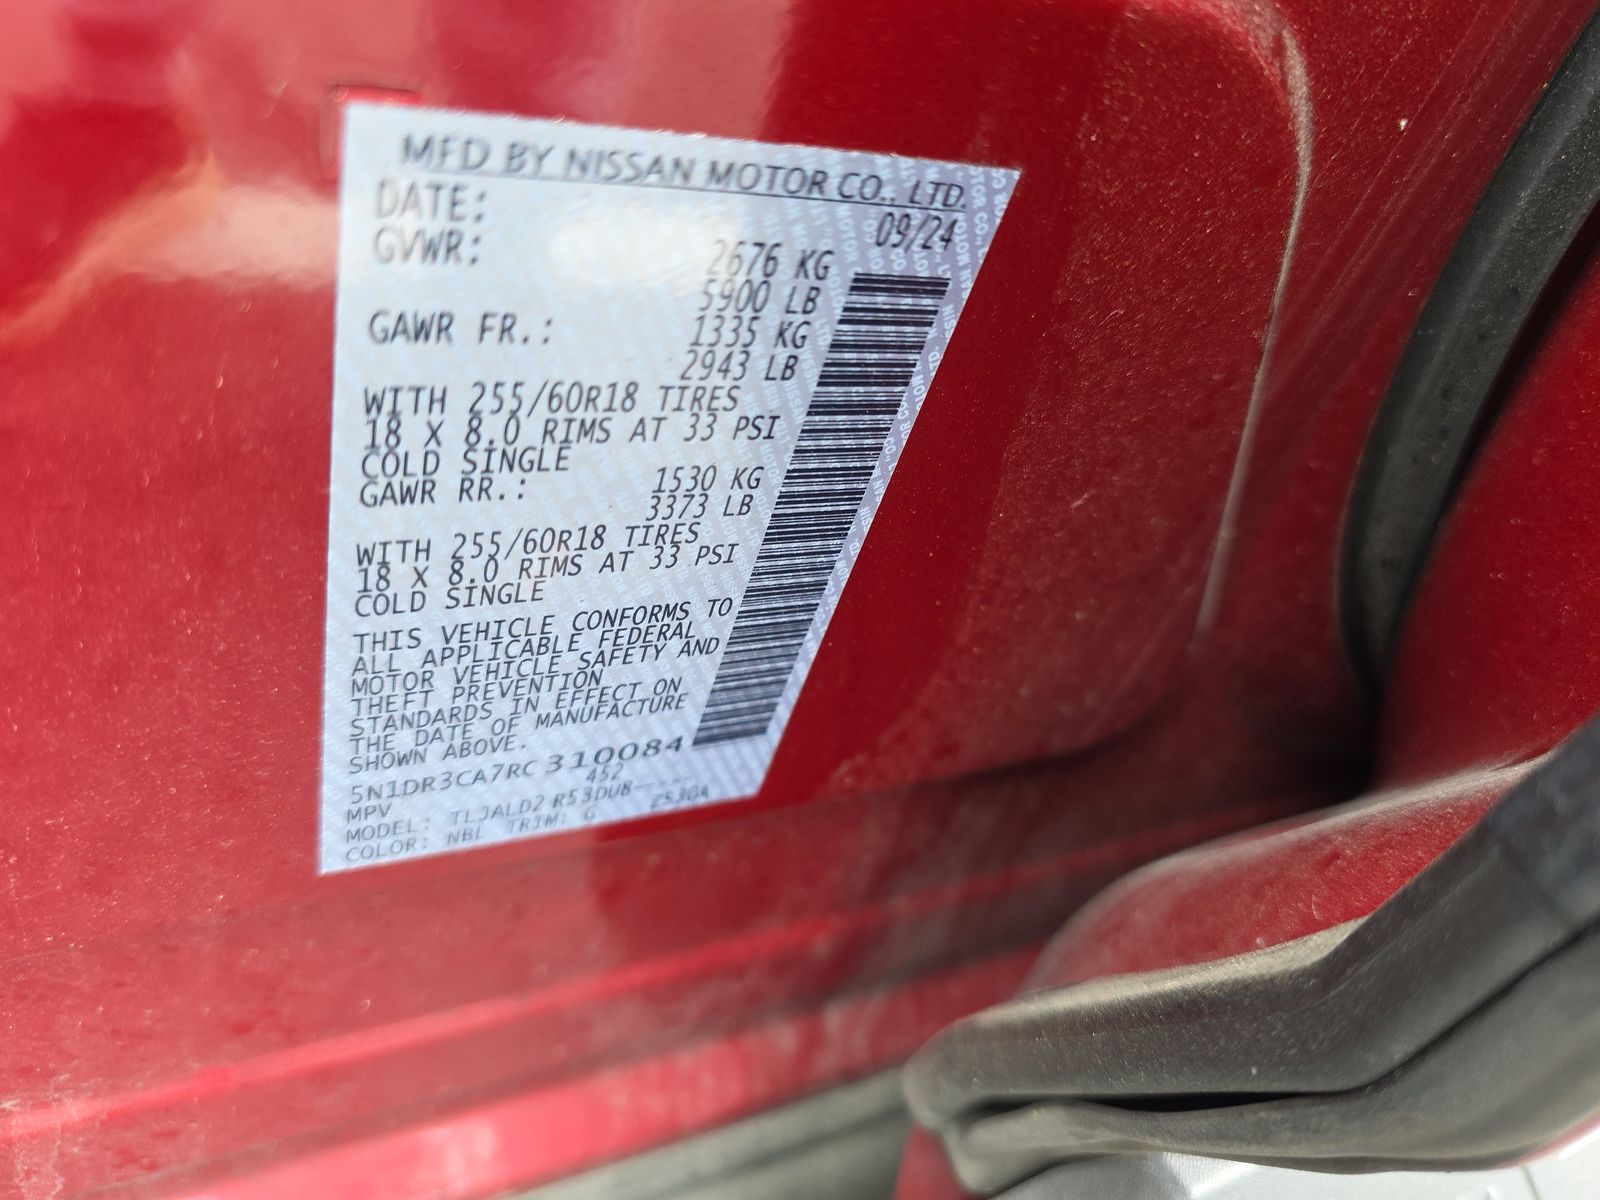 MFD BY NISSAN MOTOR CO., LTD.
DATE: 09/24
GVWR: 2676 KG
5900 LB
GAWR FR.: 1335 KG
2943 LB
WITH 255/60R18 TIRES
18 X 8.0 RIMS AT 33 PSI
COLD SINGLE
GAWR RR.: 1530 KG
3373 LB
WITH 255/60R18 TIRES
18 X 8.0 RIMS AT 33 PSI
COLD SINGLE
THIS VEHICLE CONFORMS TO
ALL APPLICABLE FEDERAL
MOTOR VEHICLE SAFETY AND
THEFT PREVENTION
STANDARDS IN EFFECT ON
THE DATE OF MANUFACTURE
SHOWN ABOVE.
5N1DR3CA7RC 310084
MPV 452
MODEL: TLJALD2 R53DU8-----
COLOR: NBL TRIM: G